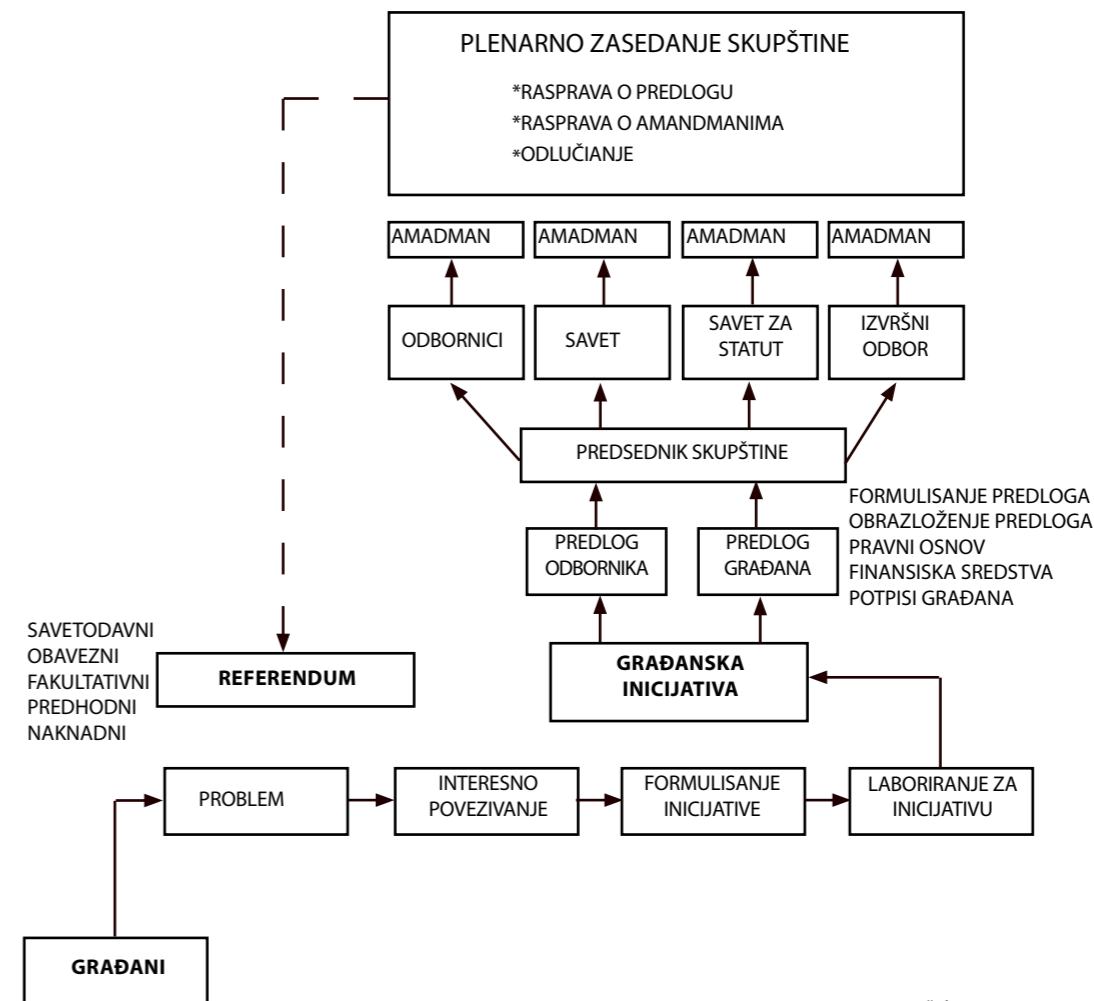 PLENARNO ZASEDANJE SKUPŠTINE
*RASPRAVA O PREDLOGU
*RASPRAVA O AMANDMANIMA
*ODLUČIANJE
AMADMAN
AMADMAN
AMADMAN
AMADMAN
ODBORNICI
SAVET
SAVET ZA
STATUT
IZVRŠNI
ODBOR
PREDSEDNIK SKUPŠTINE
PREDLOG
ODBORNIKA
PREDLOG
GRAĐANA
FORMULISANJE PREDLOGA
OBRAZLOŽENJE PREDLOGA
PRAVNI OSNOV
FINANSISKA SREDSTVA
POTPISI GRAĐANA
SAVETODAVNI
OBAVEZNI
FAKULTATIVNI
PREDHODNI
NAKNADNI
REFERENDUM
GRAĐANSKA
INICIJATIVA
PROBLEM
INTERESNO
POVEZIVANJE
FORMULISANJE
INICIJATIVE
LABORIRANJE ZA
INICIJATIVU
GRAĐANI